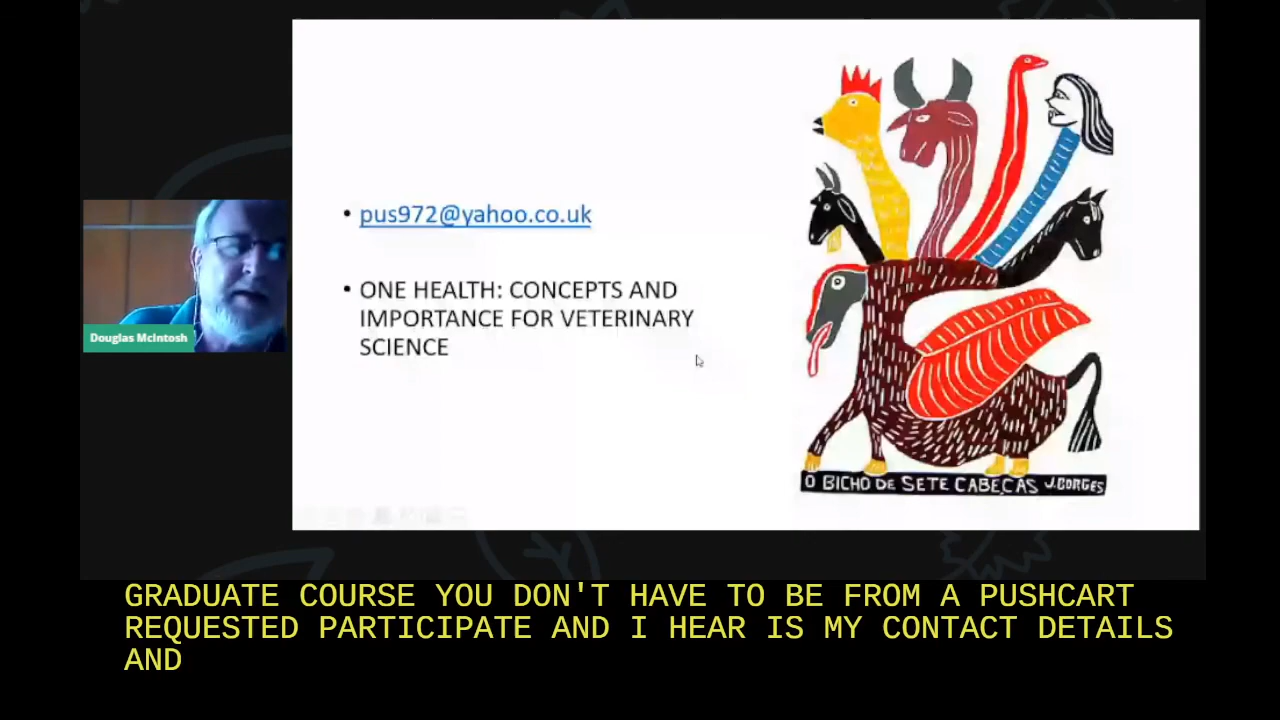 pus972@yahoo.co.uk
ONE HEALTH: CONCEPTS AND
IMPORTANCE FOR VETERINARY
SCIENCE
Douglas McIntosh
O BICHO DE SETE CABEÇAS J.BORGES
GRADUATE COURSE YOU DON'T HAVE TO BE FROM A PUSHCART
REQUESTED PARTICIPATE AND I HEAR IS MY CONTACT DETAILS
AND